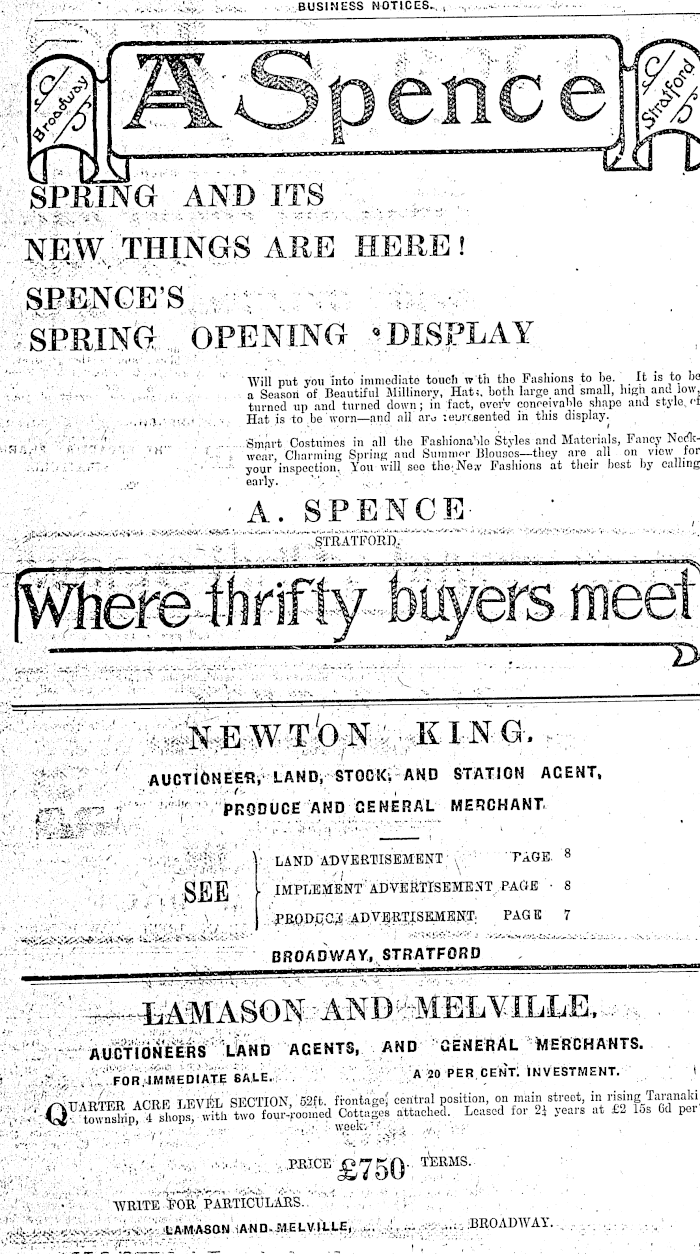 BUSINESS NOTICES.
Broadway
A Spence
Stratford
SPRING AND ITS
NEW THINGS ARE HERE!
SPENCE'S
SPRING OPENING DISPLAY
Will put you into immediate touch with the Fashions to be. It is to be
a Season of Beautiful Millinery, Hats, both large and small, high and low,
turned up and turned down; in fact, every conceivable shape and style of
Hat is to be worn—and all are represented in this display.
Smart Costumes in all the Fashionable Styles and Materials, Fancy Neck-
wear, Charming Spring and Summer Blouses—they are all on view for
your inspection. You will see the New Fashions at their best by calling
early.
A. SPENCE
STRATFORD.
Where thrifty buyers meet
NEWTON KING.
AUCTIONEER, LAND, STOCK, AND STATION AGENT,
PRODUCE AND GENERAL MERCHANT.
SEE
LAND ADVERTISEMENT PAGE 8
IMPLEMENT ADVERTISEMENT PAGE 8
PRODUCE ADVERTISEMENT. PAGE 7
BROADWAY, STRATFORD
LAMASON AND MELVILLE,
AUCTIONEERS LAND AGENTS, AND GENERAL MERCHANTS.
FOR IMMEDIATE SALE. A 20 PER CENT. INVESTMENT.
QUARTER ACRE LEVEL SECTION, 52ft. frontage, central position, on main street, in rising Taranaki
township, 4 shops, with two four-roomed Cottages attached. Leased for 2½ years at £2 15s 6d per
week.
PRICE £750 TERMS.
WRITE FOR PARTICULARS.
LAMASON AND MELVILLE, BROADWAY.